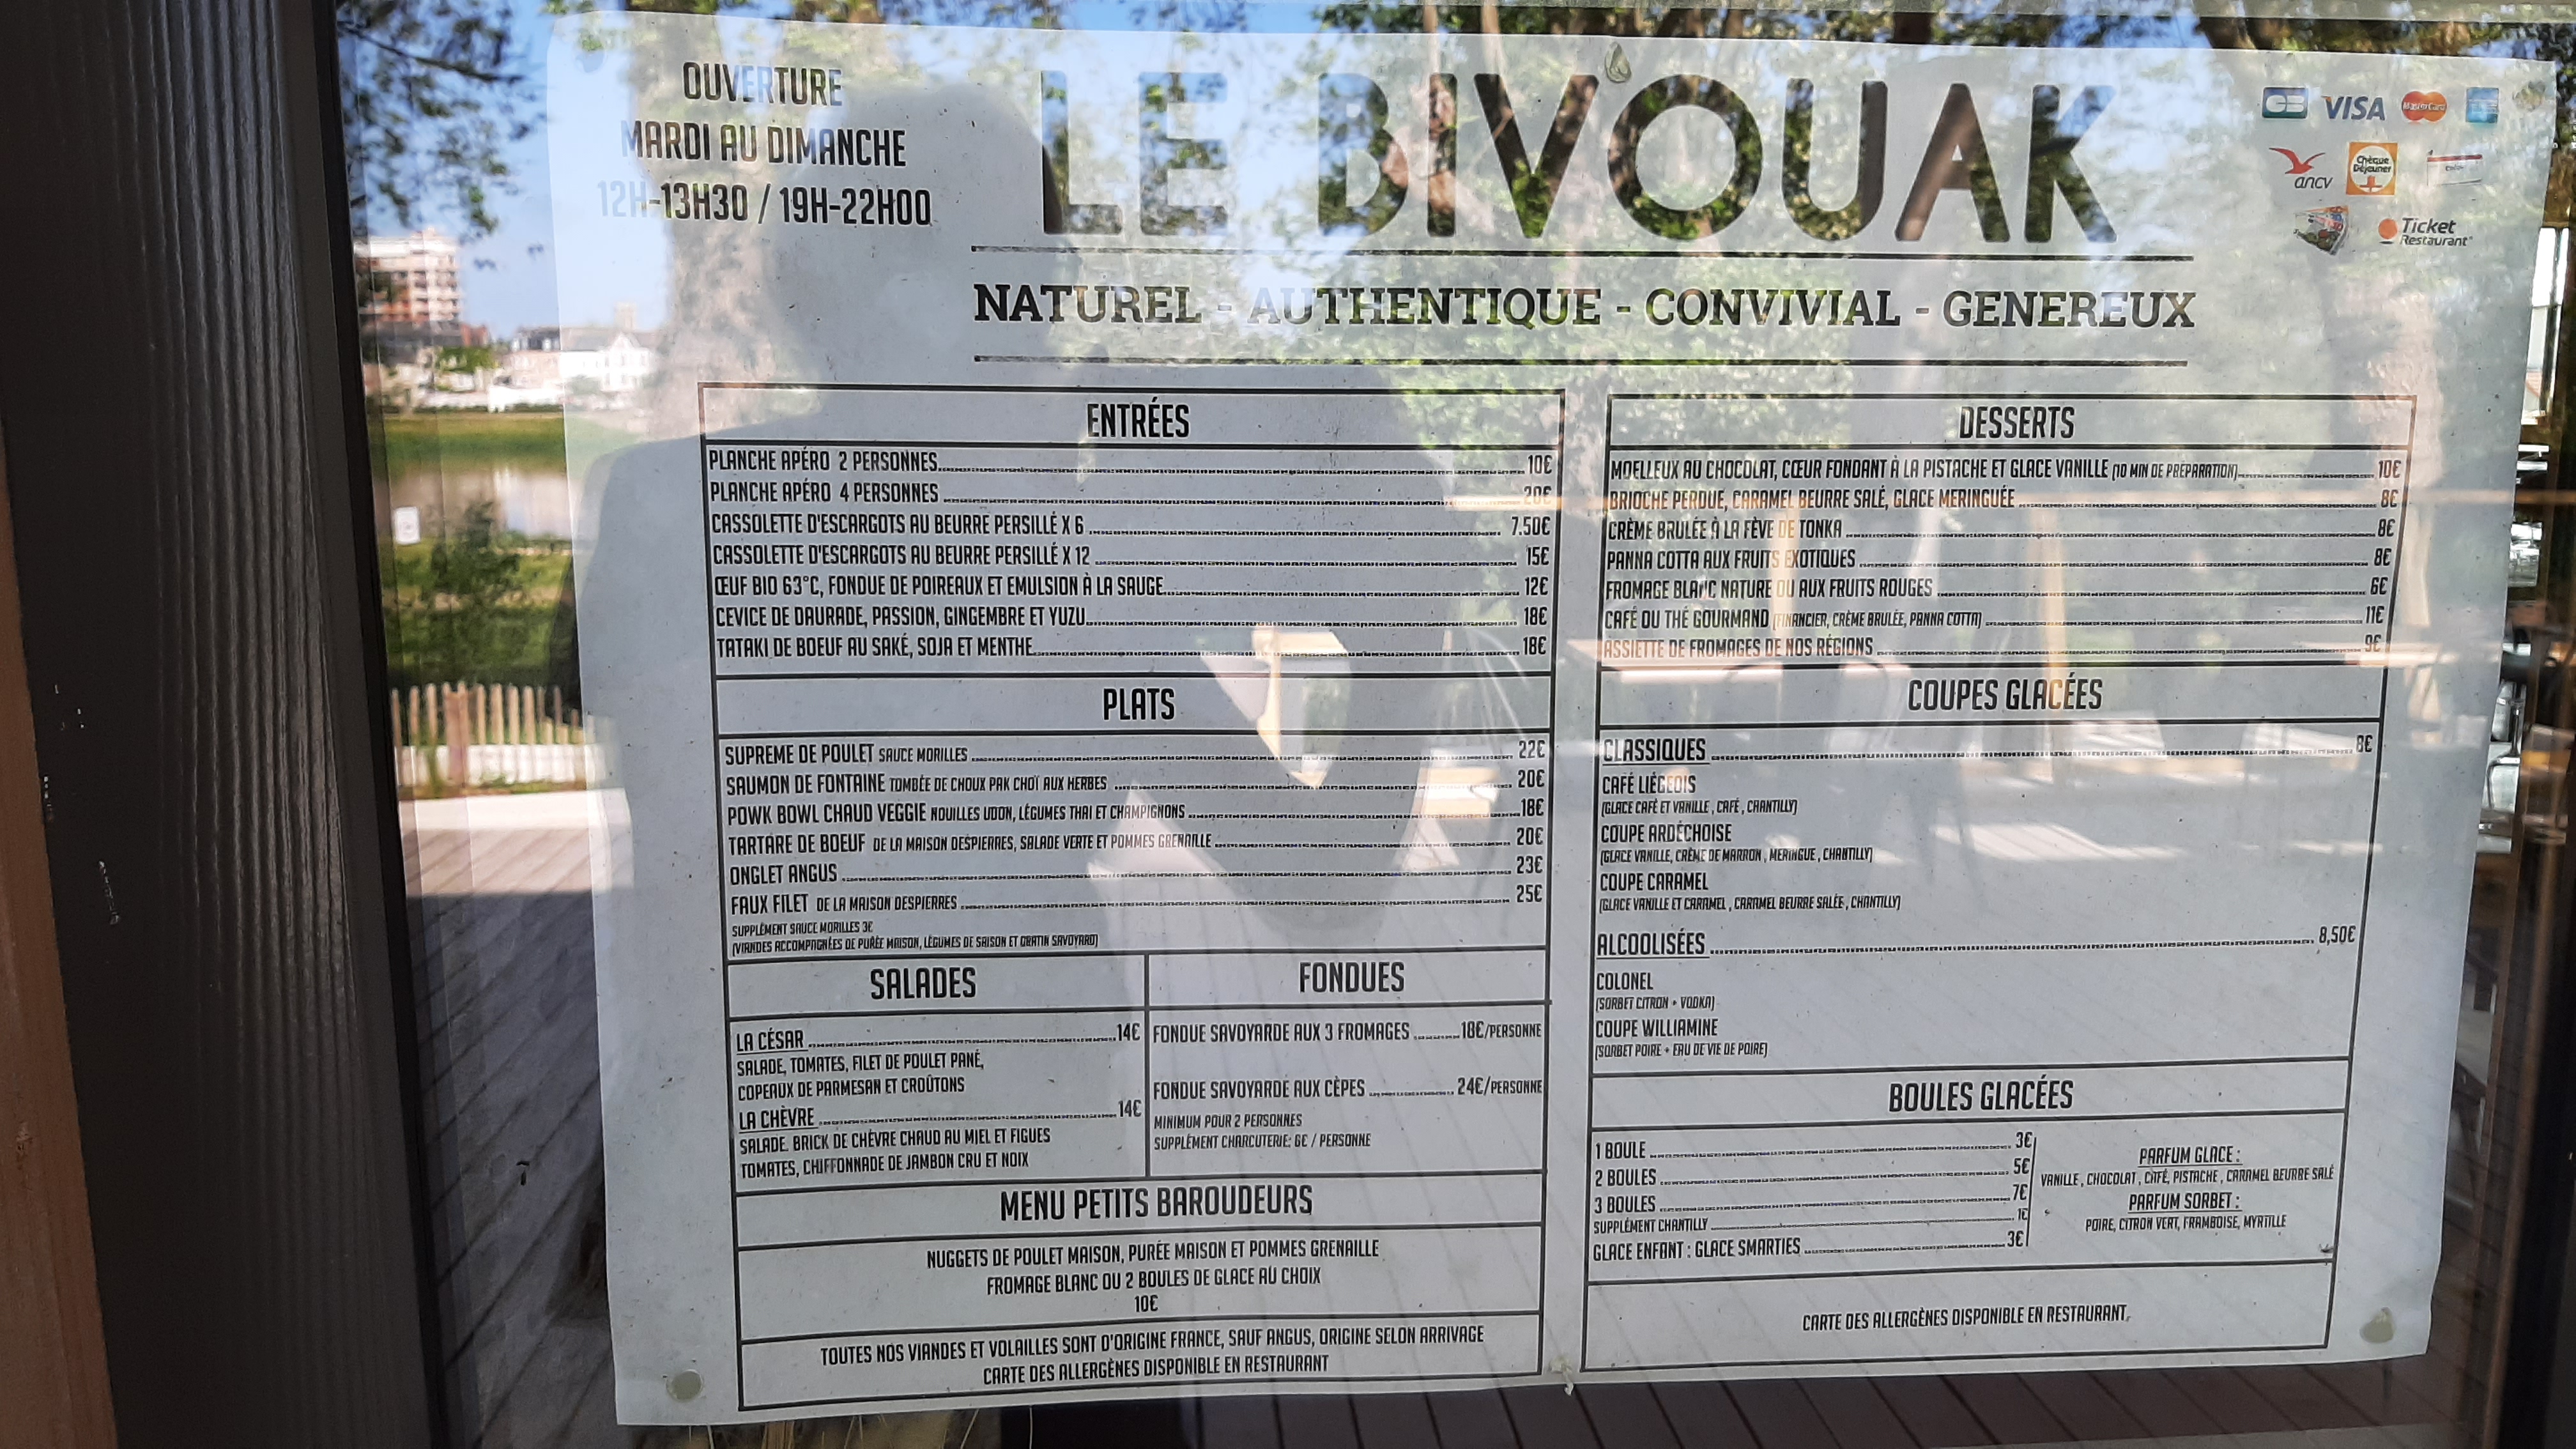 OUVERTURE
MARDI AU DIMANCHE
12H-13H30 / 19H-22H00
LE BIVOUAK
NATUREL - AUTHENTIQUE - CONVIVIAL - GENEREUX
CB VISA MasterCard
ancv Chèque Déjeuner
Ticket Restaurant
ENTRÉES
PLANCHE APÉRO 2 PERSONNES 10€
PLANCHE APÉRO 4 PERSONNES 20€
CASSOLETTE D'ESCARGOTS AU BEURRE PERSILLÉ X 6 7.50€
CASSOLETTE D'ESCARGOTS AU BEURRE PERSILLÉ X 12 15€
ŒUF BIO 63°C, FONDUE DE POIREAUX ET EMULSION À LA SAUGE 12€
CEVICE DE DAURADE, PASSION, GINGEMBRE ET YUZU 18€
TATAKI DE BOEUF AU SAKÉ, SOJA ET MENTHE 18€
PLATS
SUPREME DE POULET SAUCE MORILLES 22€
SAUMON DE FONTAINE TOMBÉE DE CHOUX PAK CHOÏ AUX HERBES 20€
POWK BOWL CHAUD VEGGIE NOUILLES UDON, LÉGUMES THAI ET CHAMPIGNONS 18€
TARTARE DE BOEUF DE LA MAISON DESPIERRES, SALADE VERTE ET POMMES GRENAILLE 20€
ONGLET ANGUS 23€
FAUX FILET DE LA MAISON DESPIERRES 25€
SUPPLÉMENT SAUCE MORILLES 3€
(VIANDES ACCOMPAGNÉES DE PURÉE MAISON, LÉGUMES DE SAISON ET GRATIN SAVOYARD)
SALADES
LA CÉSAR 14€
SALADE, TOMATES, FILET DE POULET PANÉ,
COPEAUX DE PARMESAN ET CROÛTONS
LA CHÈVRE 14€
SALADE. BRICK DE CHÈVRE CHAUD AU MIEL ET FIGUES
TOMATES, CHIFFONNADE DE JAMBON CRU ET NOIX
FONDUES
FONDUE SAVOYARDE AUX 3 FROMAGES 18€/PERSONNE
FONDUE SAVOYARDE AUX CÈPES 24€/PERSONNE
MINIMUM POUR 2 PERSONNES
SUPPLÉMENT CHARCUTERIE: 6€ / PERSONNE
MENU PETITS BAROUDEURS
NUGGETS DE POULET MAISON, PURÉE MAISON ET POMMES GRENAILLE
FROMAGE BLANC OU 2 BOULES DE GLACE AU CHOIX
10€
TOUTES NOS VIANDES ET VOLAILLES SONT D'ORIGINE FRANCE, SAUF ANGUS, ORIGINE SELON ARRIVAGE
CARTE DES ALLERGÈNES DISPONIBLE EN RESTAURANT
DESSERTS
MOELLEUX AU CHOCOLAT, CŒUR FONDANT À LA PISTACHE ET GLACE VANILLE (10 MIN DE PRÉPARATION) 10€
BRIOCHE PERDUE, CARAMEL BEURRE SALÉ, GLACE MERINGUÉE 8€
CRÈME BRULÉE À LA FÈVE DE TONKA 8€
PANNA COTTA AUX FRUITS EXOTIQUES 8€
FROMAGE BLANC NATURE OU AUX FRUITS ROUGES 6€
CAFÉ OU THÉ GOURMAND (FINANCIER, CRÈME BRULÉE, PANNA COTTA) 11€
ASSIETTE DE FROMAGES DE NOS RÉGIONS 9€
COUPES GLACÉES
CLASSIQUES 8€
CAFÉ LIÉGEOIS
(GLACE CAFÉ ET VANILLE , CAFÉ , CHANTILLY)
COUPE ARDÉCHOISE
(GLACE VANILLE, CRÈME DE MARRON , MERINGUE , CHANTILLY)
COUPE CARAMEL
(GLACE VANILLE ET CARAMEL , CARAMEL BEURRE SALÉE , CHANTILLY)
ALCOOLISÉES 8,50€
COLONEL
(SORBET CITRON + VODKA)
COUPE WILLIAMINE
(SORBET POIRE + EAU DE VIE DE POIRE)
BOULES GLACÉES
1 BOULE 3€
2 BOULES 5€
3 BOULES 7€
SUPPLÉMENT CHANTILLY 1€
GLACE ENFANT : GLACE SMARTIES 3€
PARFUM GLACE :
VANILLE , CHOCOLAT , CAFÉ, PISTACHE , CARAMEL BEURRE SALÉ
PARFUM SORBET :
POIRE, CITRON VERT, FRAMBOISE, MYRTILLE
CARTE DES ALLERGÈNES DISPONIBLE EN RESTAURANT,